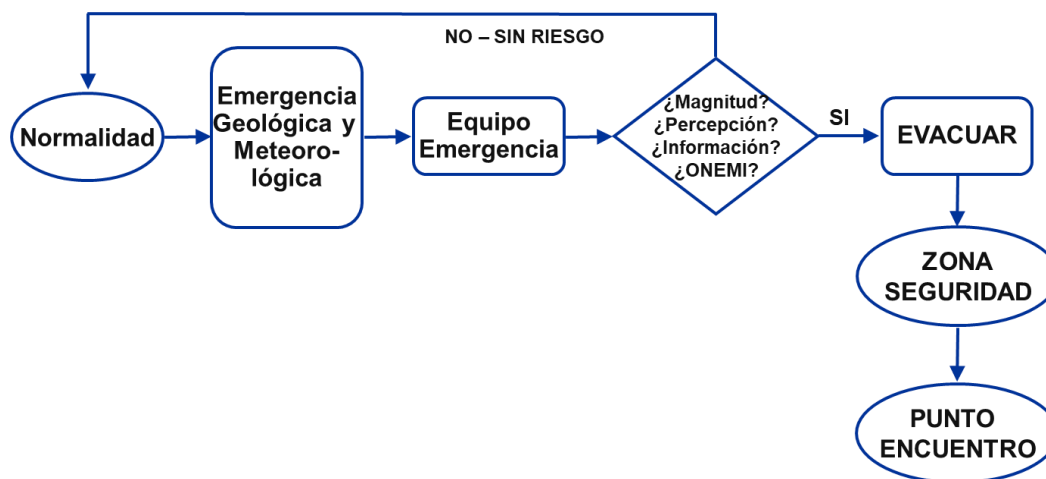 NO – SIN RIESGO
Normalidad
Emergencia
Geológica y
Meteoro-
lógica
Equipo
Emergencia
¿Magnitud?
¿Percepción?
¿Información?
¿ONEMI?
SI
EVACUAR
ZONA
SEGURIDAD
PUNTO
ENCUENTRO